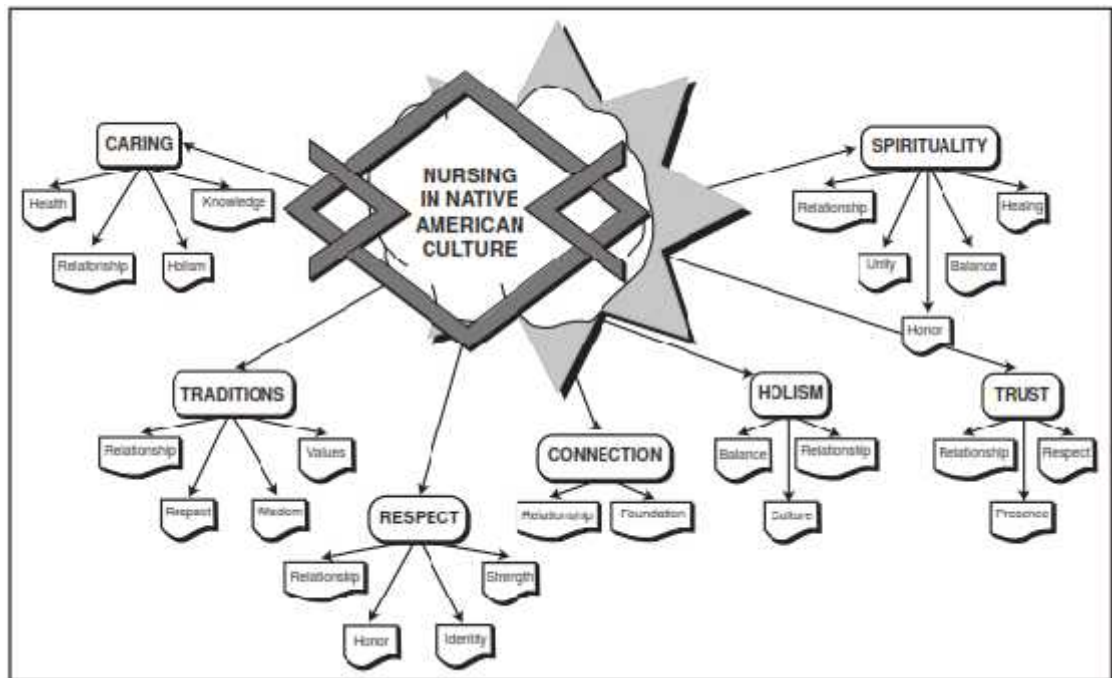 NURSING
IN NATIVE
AMERICAN
CULTURE
CARING
Health
Relationship
Holism
Knowledge
TRADITIONS
Relationship
Respect
Wisdom
Values
RESPECT
Relationship
Honor
Identity
Strength
CONNECTION
Relationship
Foundation
HOLISM
Balance
Culture
Relationship
SPIRITUALITY
Relationship
Unity
Honor
Balance
Healing
TRUST
Relationship
Presence
Respect